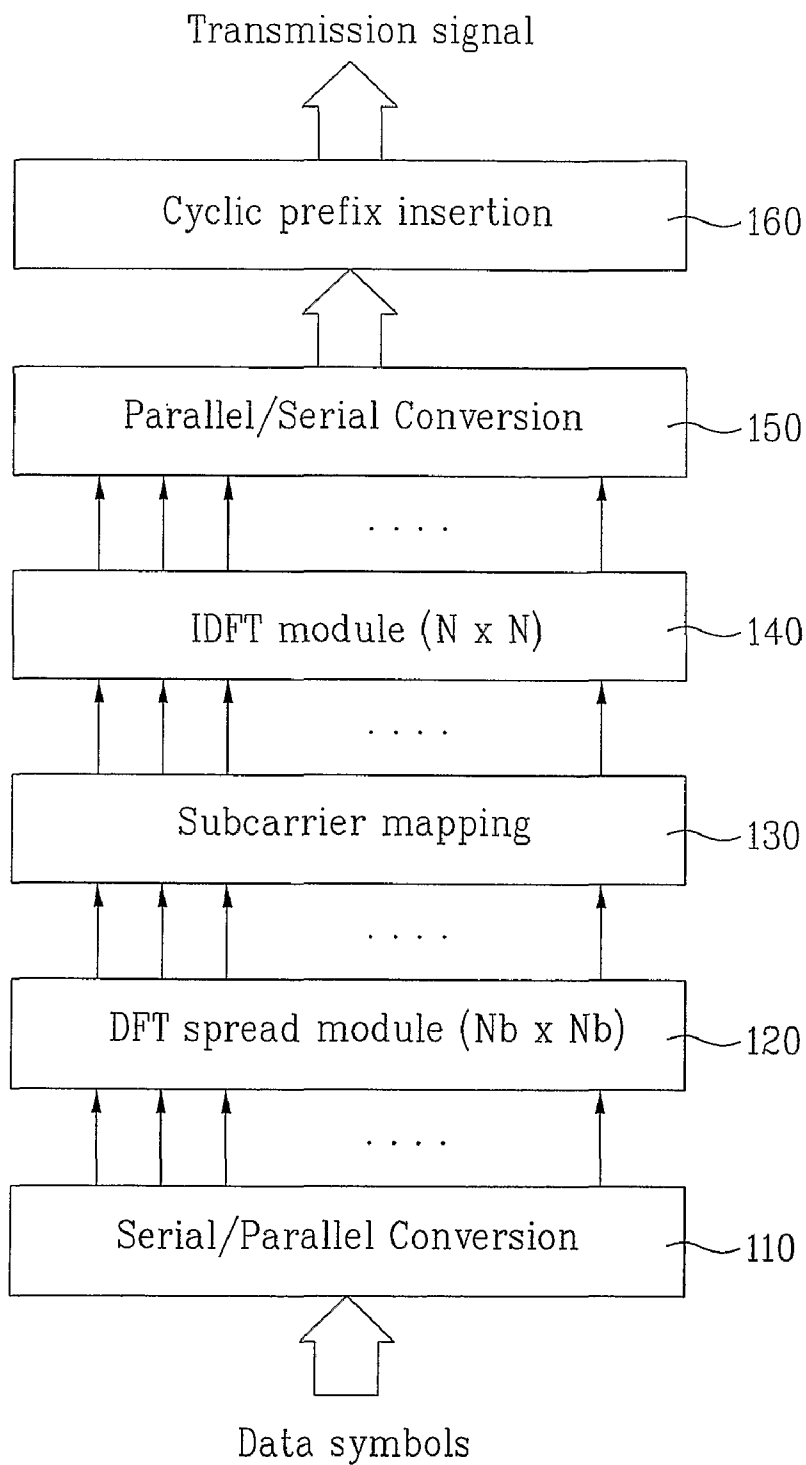 Transmission signal
Cyclic prefix insertion
160
Parallel/Serial Conversion
150
. . . .
IDFT module (N x N)
140
. . . .
Subcarrier mapping
130
. . . .
DFT spread module (Nb x Nb)
120
. . . .
Serial/Parallel Conversion
110
Data symbols